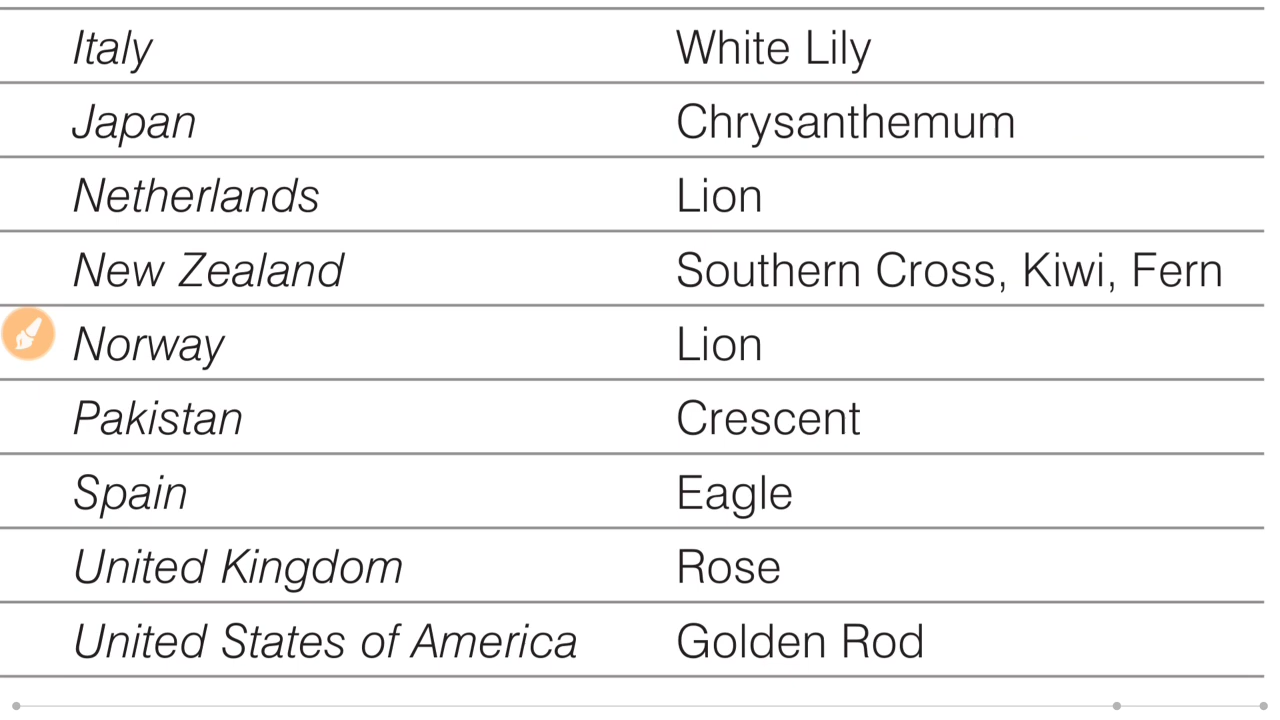 Italy White Lily
Japan Chrysanthemum
Netherlands Lion
New Zealand Southern Cross, Kiwi, Fern
Norway Lion
Pakistan Crescent
Spain Eagle
United Kingdom Rose
United States of America Golden Rod